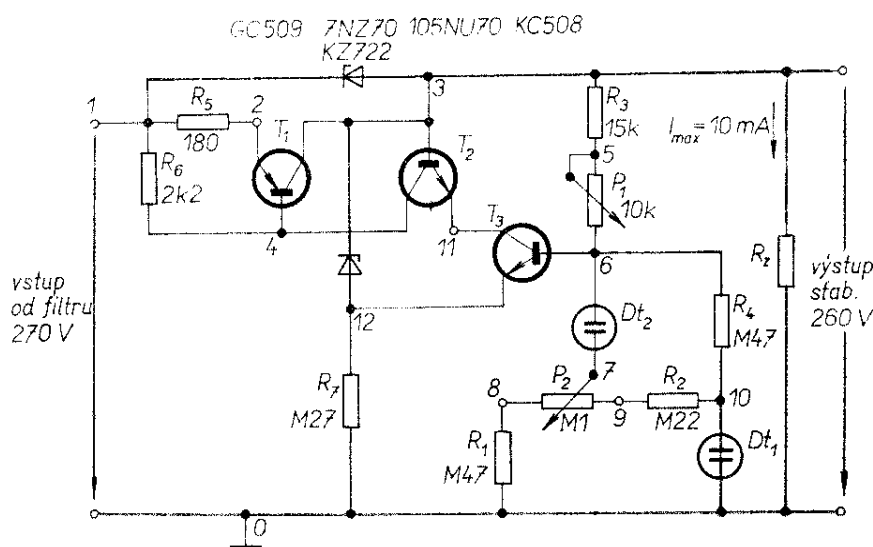 GC509 7NZ70 105NU70 KC508
KZ722
3
1
R5
2
180
T1
T2
R3
15k
Imax = 10 mA
5
R6
2k2
P1
10k
4
11
T3
6
vstup
od filtru
270 V
12
Dt2
R4
M47
Rz
výstup
stab.
260 V
7
R7
M27
8
P2
M1
9
R2
M22
10
R1
M47
Dt1
0